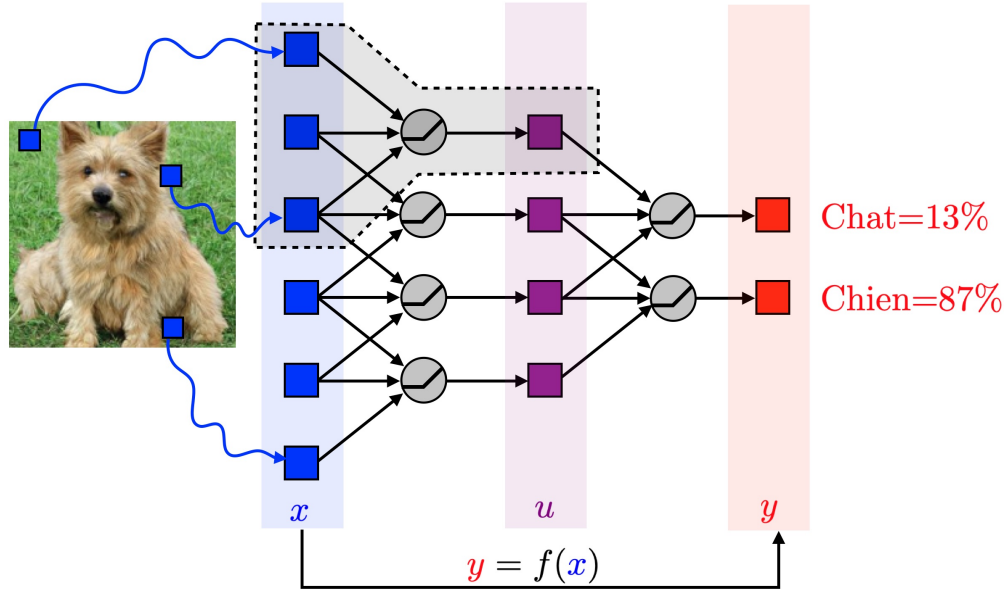 Chat=13%
Chien=87%
x
u
y
y = f(x)